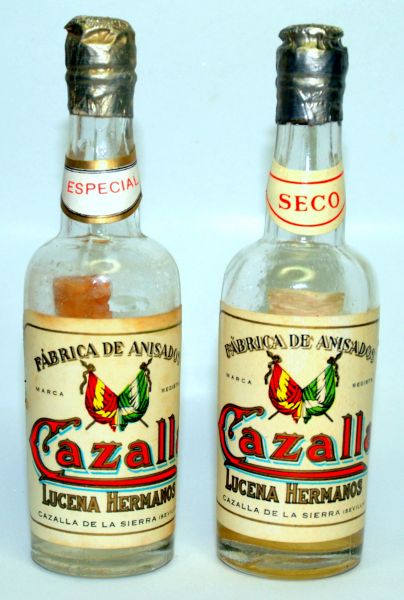 ESPECIAL
FÁBRICA DE ANISADOS
MARCA REGISTR
Cazalla
LUCENA HERMANOS
CAZALLA DE LA SIERRA (SEVILL
SECO
FÁBRICA DE ANISADOS
MARCA REGISTR
Cazalla
LUCENA HERMANOS
CAZALLA DE LA SIERRA (SEVILL